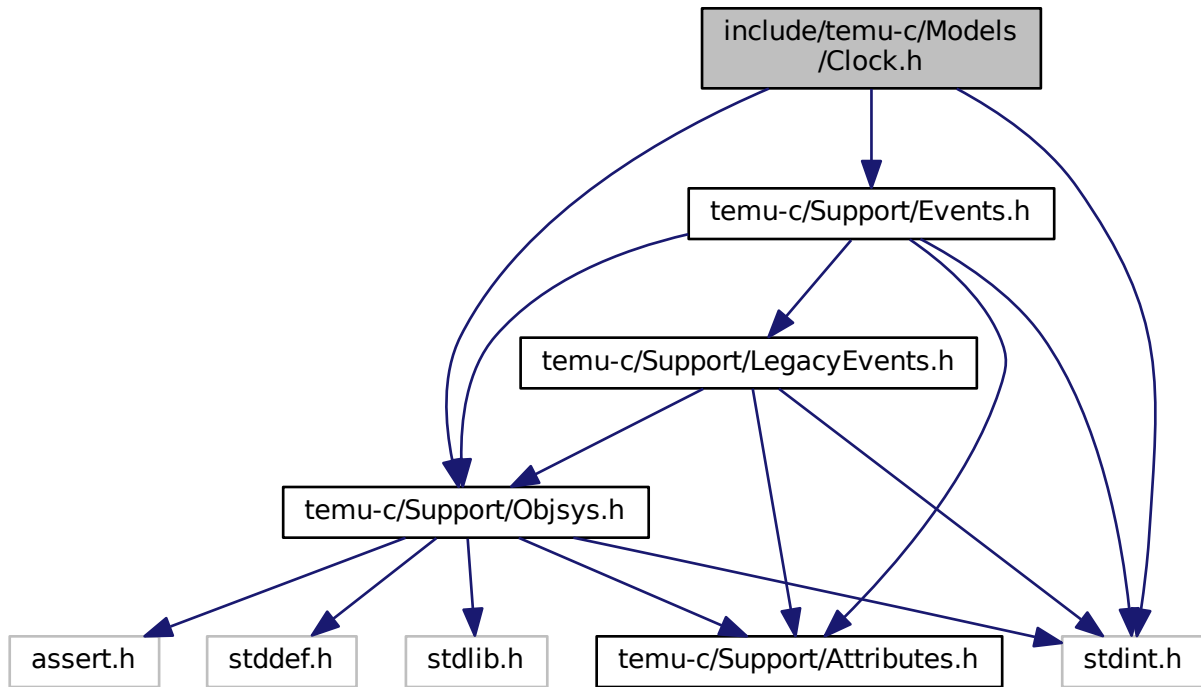 include/temu-c/Models
/Clock.h
temu-c/Support/Events.h
temu-c/Support/LegacyEvents.h
temu-c/Support/Objsys.h
assert.h
stddef.h
stdlib.h
temu-c/Support/Attributes.h
stdint.h